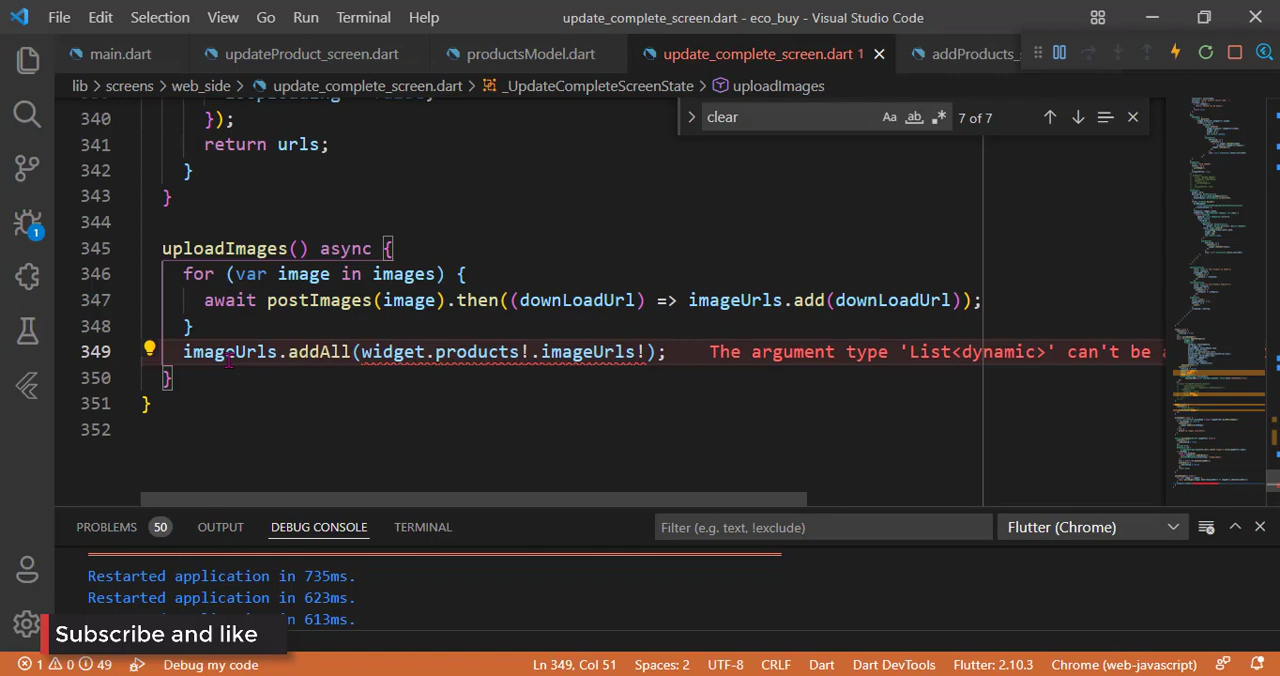 File Edit Selection View Go Run Terminal Help update_complete_screen.dart - eco_buy - Visual Studio Code
main.dart updateProduct_screen.dart productsModel.dart update_complete_screen.dart 1 addProducts_s
lib > screens > web_side > update_complete_screen.dart > _UpdateCompleteScreenState > uploadImages
clear Aa ab 7 of 7
340 });
341 return urls;
342 }
343 }
344
345 uploadImages() async {
346 for (var image in images) {
347 await postImages(image).then((downLoadUrl) => imageUrls.add(downLoadUrl));
348 }
349 imageUrls.addAll(widget.products!.imageUrls!); The argument type 'List<dynamic>' can't be a
350 }
351 }
352
PROBLEMS 50 OUTPUT DEBUG CONSOLE TERMINAL Filter (e.g. text, !exclude) Flutter (Chrome)
Restarted application in 735ms.
Restarted application in 623ms.
Restarted application in 613ms.
Subscribe and like
1 0 49 Debug my code Ln 349, Col 51 Spaces: 2 UTF-8 CRLF Dart Dart DevTools Flutter: 2.10.3 Chrome (web-javascript)